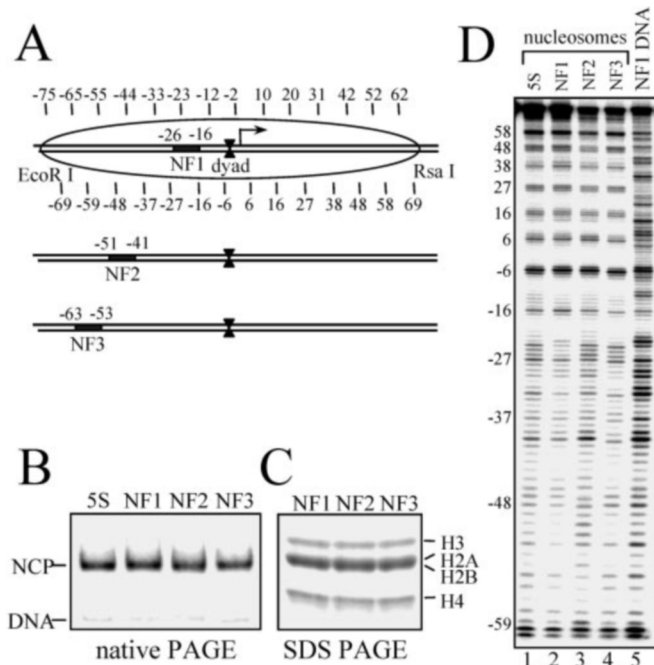 A
-75 -65 -55 -44 -33 -23 -12 -2 10 20 31 42 52 62
-26 -16
NF1 dyad
EcoR I
Rsa I
-69 -59 -48 -37 -27 -16 -6 6 16 27 38 48 58 69
-51 -41
NF2
-63 -53
NF3
B
5S NF1 NF2 NF3
NCP
DNA
native PAGE
C
NF1 NF2 NF3
H3
H2A
H2B
H4
SDS PAGE
D
nucleosomes
5S NF1 NF2 NF3 NF1 DNA
58
48
38
27
16
6
-6
-16
-27
-37
-48
-59
1 2 3 4 5